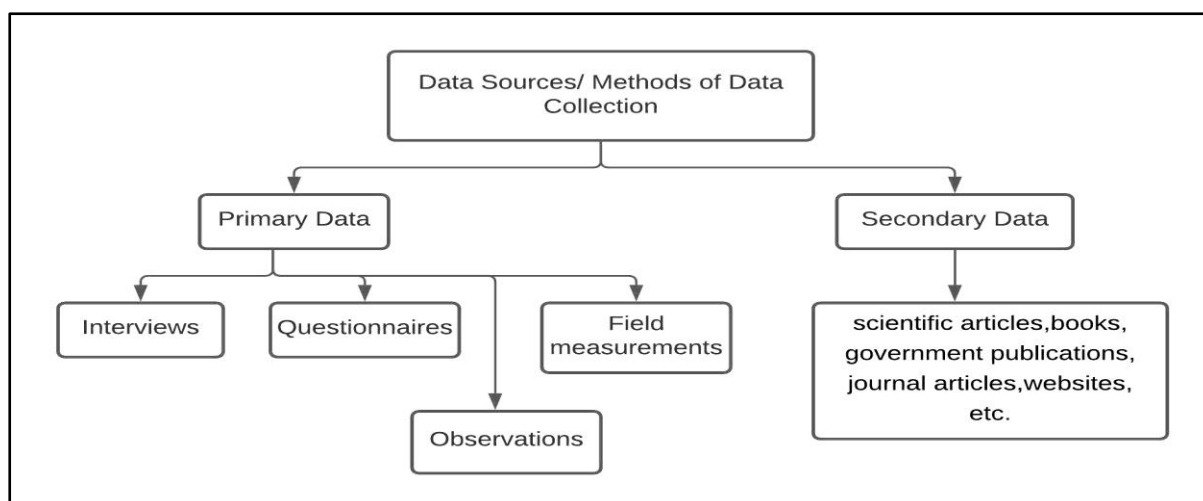 Data Sources/ Methods of Data
Collection
Primary Data
Secondary Data
Interviews
Questionnaires
Field
measurements
Observations
scientific articles,books,
government publications,
journal articles,websites,
etc.